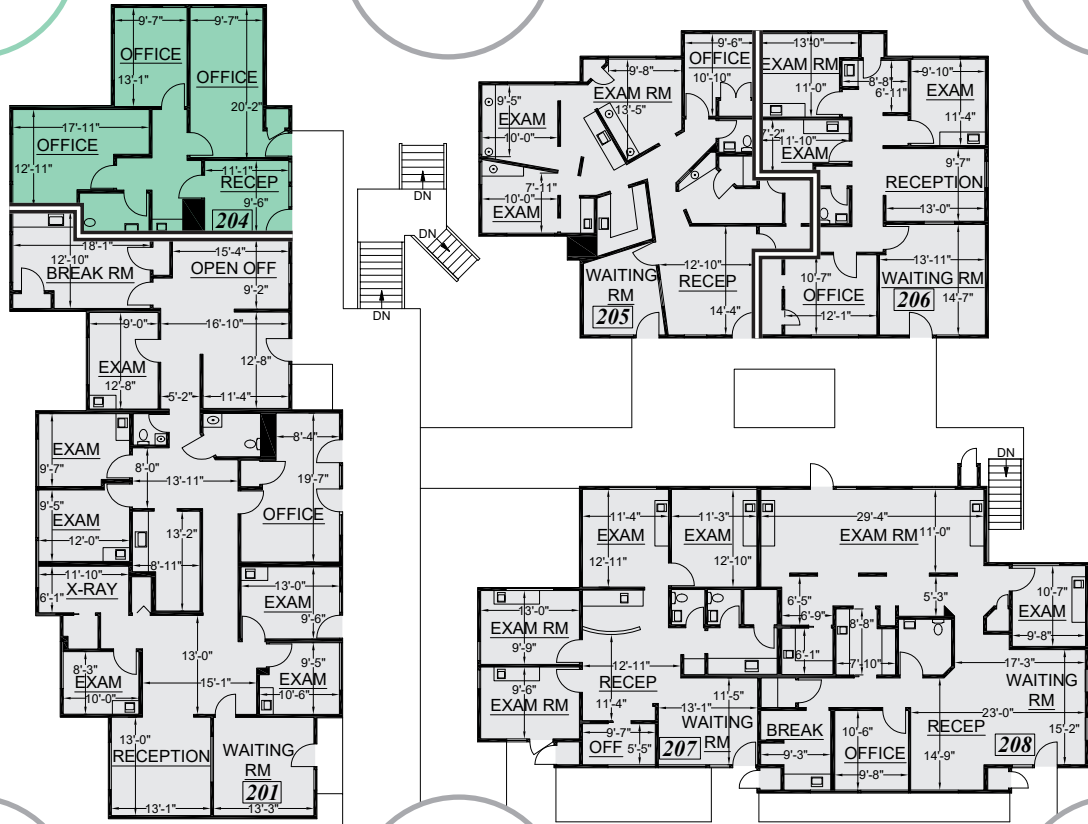 9'-7"
OFFICE
13'-1"
9'-7"
OFFICE
20'-2"
17'-11"
OFFICE
12'-11"
11'-1"
RECEP
9'-6"
204
18'-1"
12'-10"
BREAK RM
15'-4"
OPEN OFF
9'-2"
9'-0"
EXAM
12'-8"
16'-10"
12'-8"
5'-2"
11'-4"
EXAM
9'-7"
8'-0"
13'-11"
8'-4"
19'-7"
OFFICE
9'-5"
EXAM
12'-0"
13'-2"
8'-11"
11'-10"
X-RAY
6'-1"
13'-0"
EXAM
9'-6"
8'-3"
EXAM
10'-0"
13'-0"
15'-1"
9'-5"
EXAM
10'-6"
13'-0"
RECEPTION
13'-1"
WAITING
RM
201
13'-3"
DN
DN
DN
9'-5"
EXAM
10'-0"
9'-8"
EXAM RM
13'-5"
9'-6"
OFFICE
10'-10"
7'-11"
10'-0"
EXAM
WAITING
RM
205
12'-10"
RECEP
14'-4"
13'-0"
EXAM RM
11'-0"
8'-8"
6'-11"
9'-10"
EXAM
11'-4"
7'-2"
11'-10"
EXAM
9'-7"
RECEPTION
13'-0"
10'-7"
OFFICE
12'-1"
13'-11"
WAITING RM
206
14'-7"
DN
11'-4"
EXAM
12'-11"
11'-3"
EXAM
12'-10"
13'-0"
EXAM RM
9'-9"
9'-6"
EXAM RM
12'-11"
RECEP
11'-4"
9'-7"
OFF
5'-5"
11'-5"
13'-1"
WAITING
RM
207
29'-4"
EXAM RM
11'-0"
6'-5"
6'-9"
6'-1"
8'-8"
7'-10"
5'-3"
10'-7"
EXAM
9'-8"
17'-3"
WAITING
RM
23'-0"
15'-2"
RECEP
14'-9"
208
BREAK
9'-3"
10'-6"
OFFICE
9'-8"